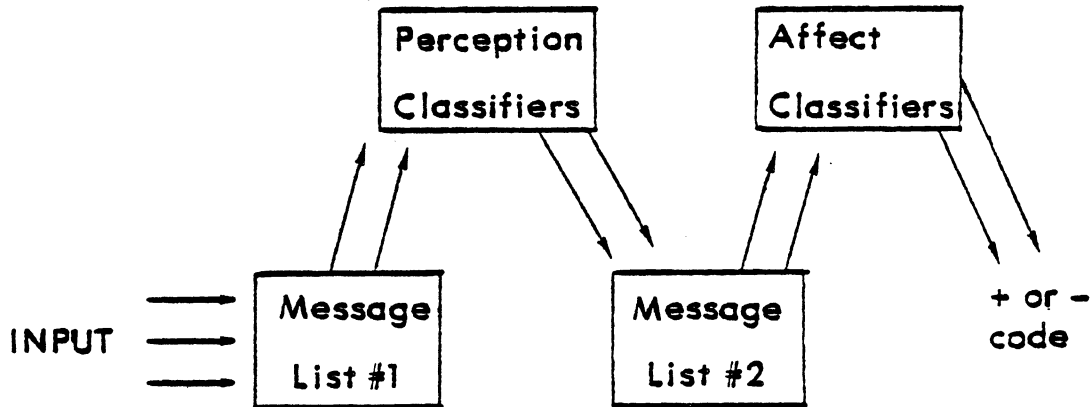 Perception
Classifiers
Affect
Classifiers
INPUT
Message
List #1
Message
List #2
+ or -
code